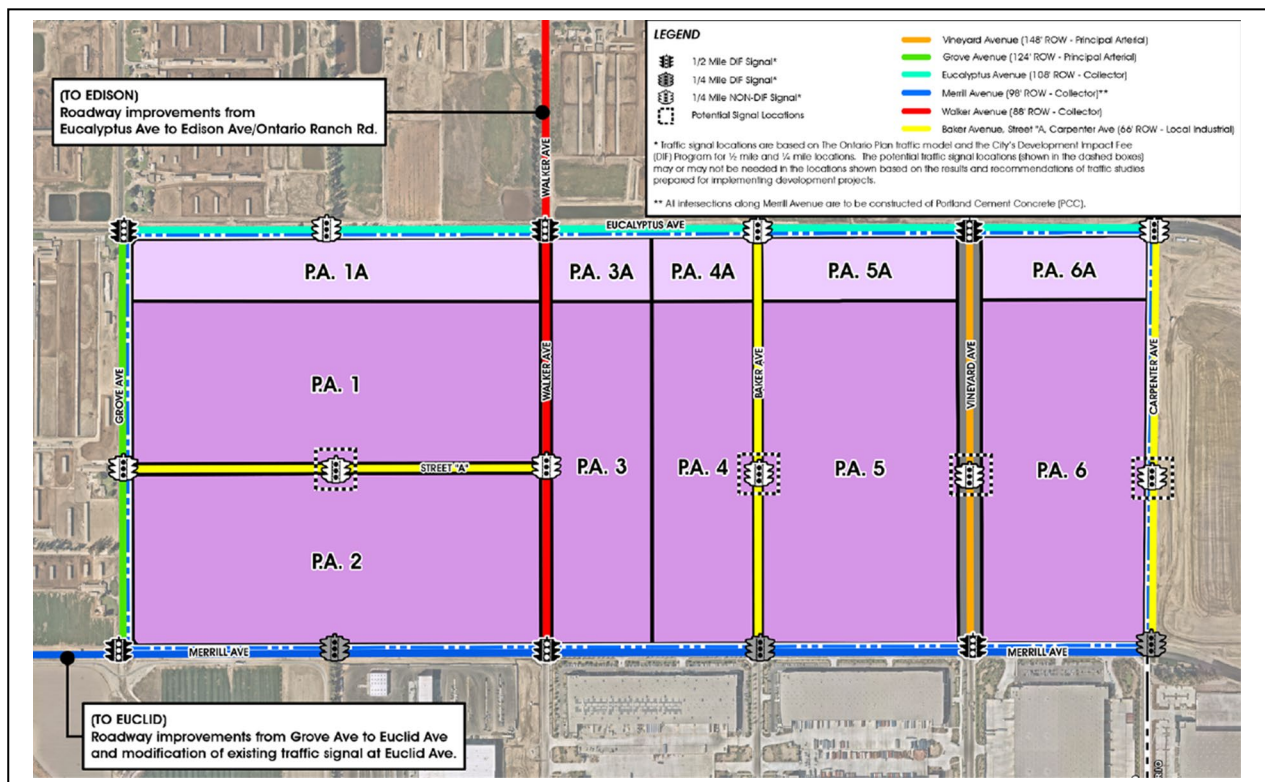 LEGEND
1/2 Mile DIF Signal*
1/4 Mile DIF Signal*
1/4 Mile NON-DIF Signal*
Potential Signal Locations
Vineyard Avenue (148' ROW - Principal Arterial)
Grove Avenue (124' ROW - Principal Arterial)
Eucalyptus Avenue (108' ROW - Collector)
Merrill Avenue (98' ROW - Collector)**
Walker Avenue (88' ROW - Collector)
Baker Avenue, Street "A, Carpenter Ave (66' ROW - Local Industrial)
* Traffic signal locations are based on The Ontario Plan traffic model and the City's Development Impact Fee
(DIF) Program for ½ mile and ¼ mile locations. The potential traffic signal locations (shown in the dashed boxes)
may or may not be needed in the locations shown based on the results and recommendations of traffic studies
prepared for implementing development projects.
** All intersections along Merrill Avenue are to be constructed of Portland Cement Concrete (PCC).
(TO EDISON)
Roadway improvements from
Eucalyptus Ave to Edison Ave/Ontario Ranch Rd.
WALKER AVE
EUCALYPTUS AVE
P.A. 1A
P.A. 3A
P.A. 4A
P.A. 5A
P.A. 6A
GROVE AVE
P.A. 1
WALKER AVE
BAKER AVE
VINEYARD AVE
CARPENTER AVE
STREET "A"
P.A. 3
P.A. 4
P.A. 5
P.A. 6
P.A. 2
MERRILL AVE
MERRILL AVE
(TO EUCLID)
Roadway improvements from Grove Ave to Euclid Ave
and modification of existing traffic signal at Euclid Ave.